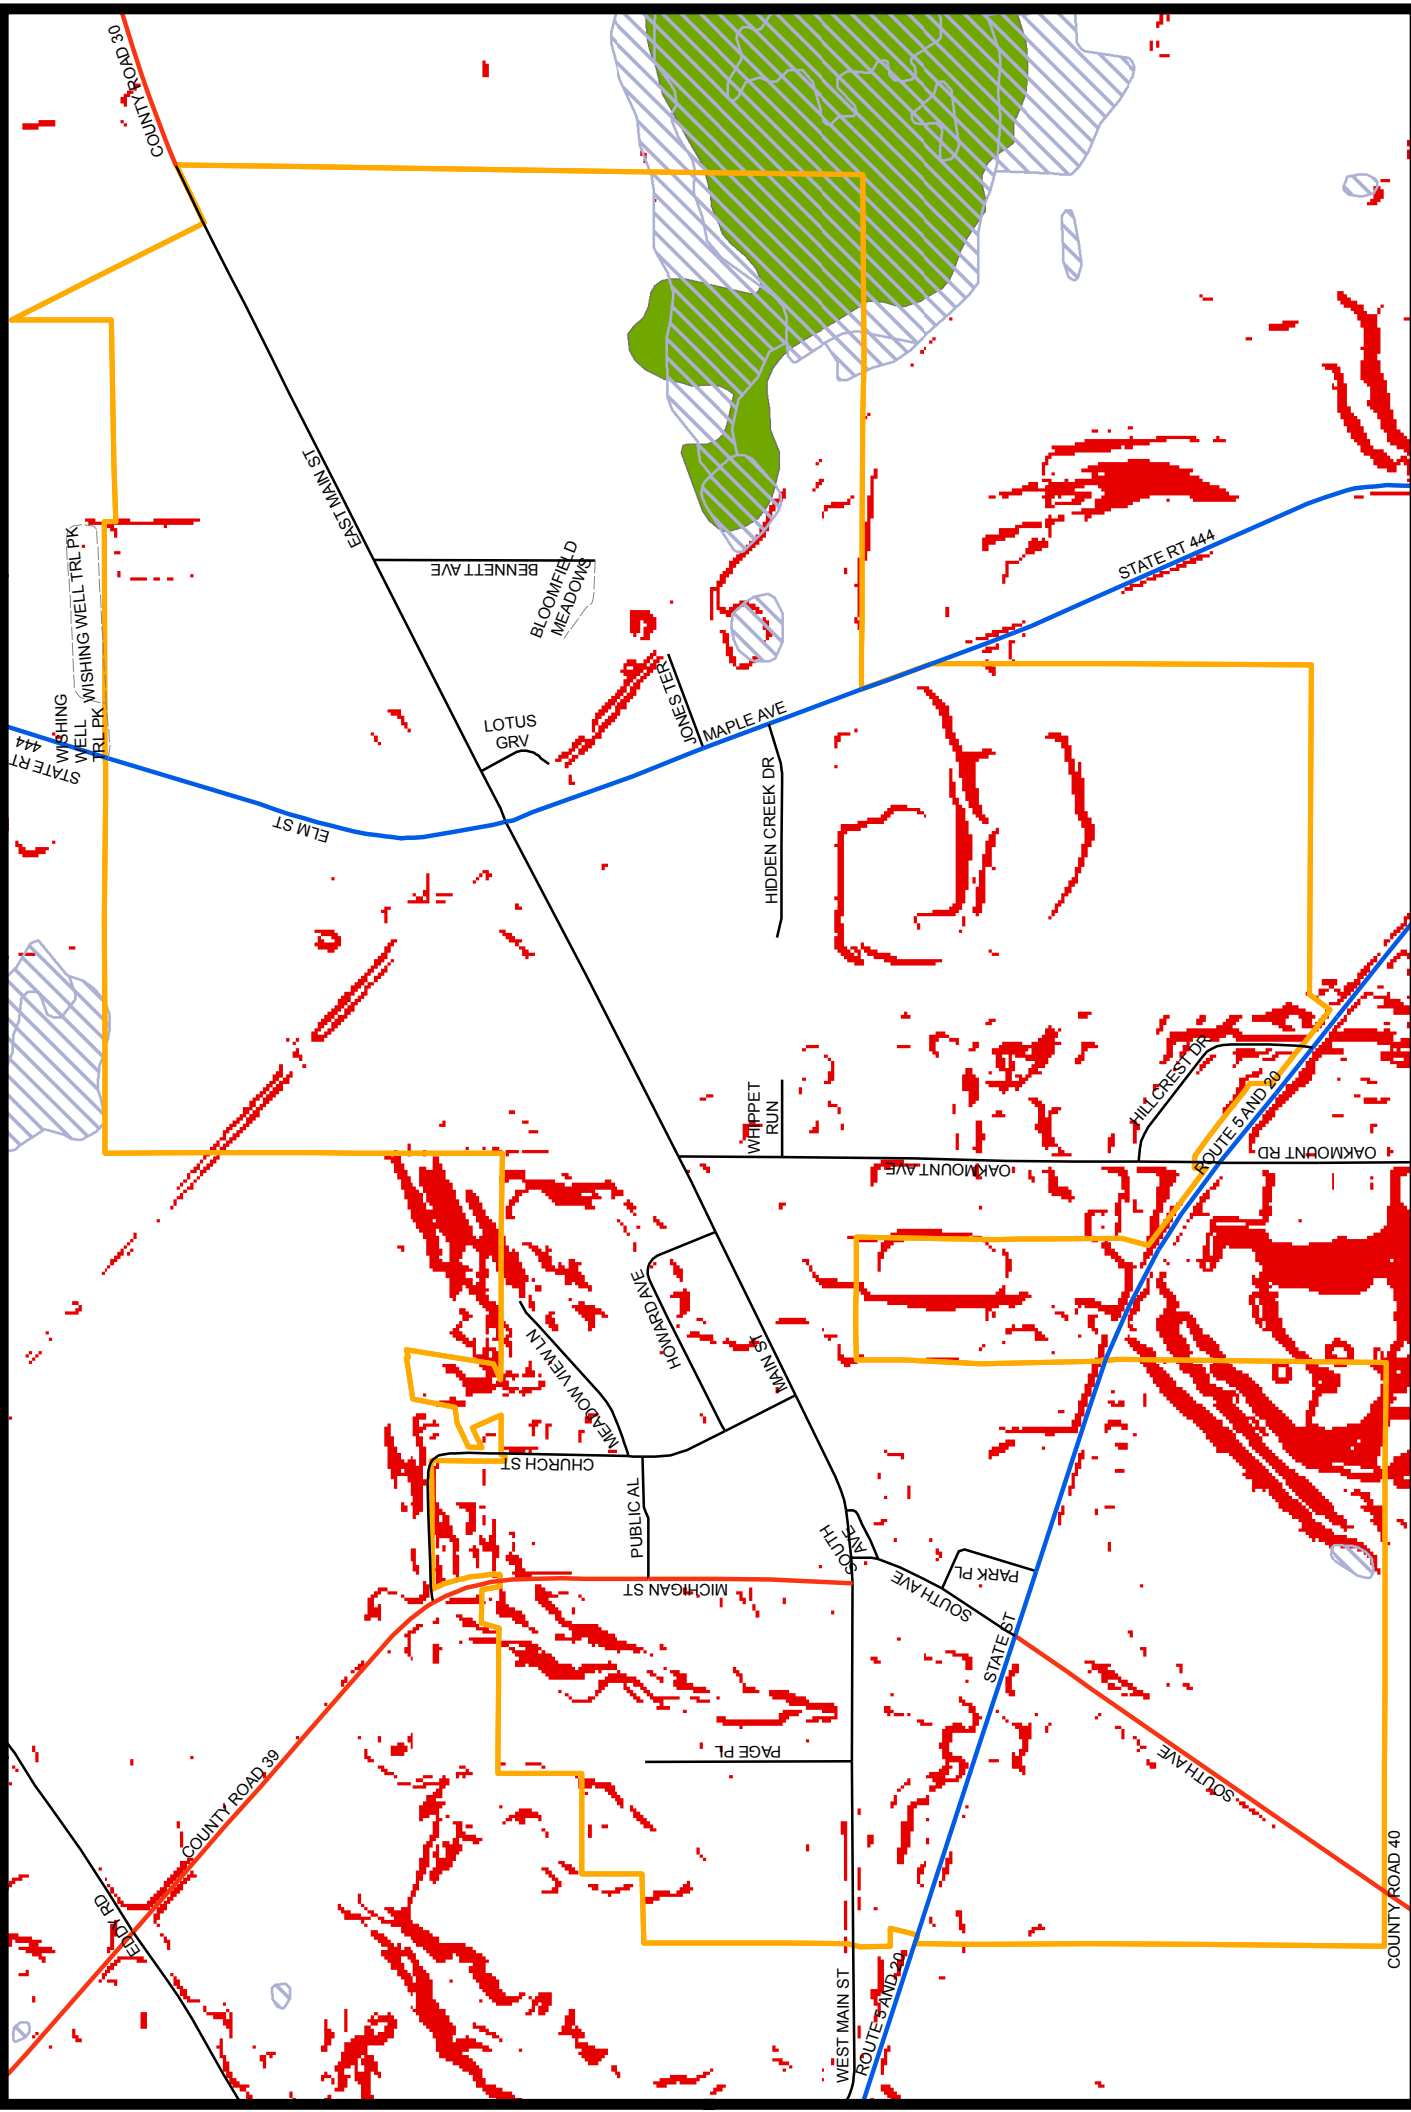 COUNTY ROAD 30
EAST MAIN ST
WISHING WELL TRL PK
WISHING
WELL
TRL PK
STATE RT 444
ELM ST
BENNETT AVE
BLOOMFIELD
MEADOWS
LOTUS
GRV
JONES TER
MAPLE AVE
STATE RT 444
HIDDEN CREEK DR
WHIPPET
RUN
HILLCREST DR
ROUTE 5 AND 20
OAKMOUNT AVE
OAKMOUNT RD
HOWARD AVE
MAIN ST
MEADOW VIEW LN
CHURCH ST
PUBLIC AL
SOUTH
AVE
MICHIGAN ST
SOUTH AVE
PARK PL
STATE ST
PAGE PL
SOUTH AVE
COUNTY ROAD 39
EDDY RD
COUNTY ROAD 40
WEST MAIN ST
ROUTE 5 AND 20